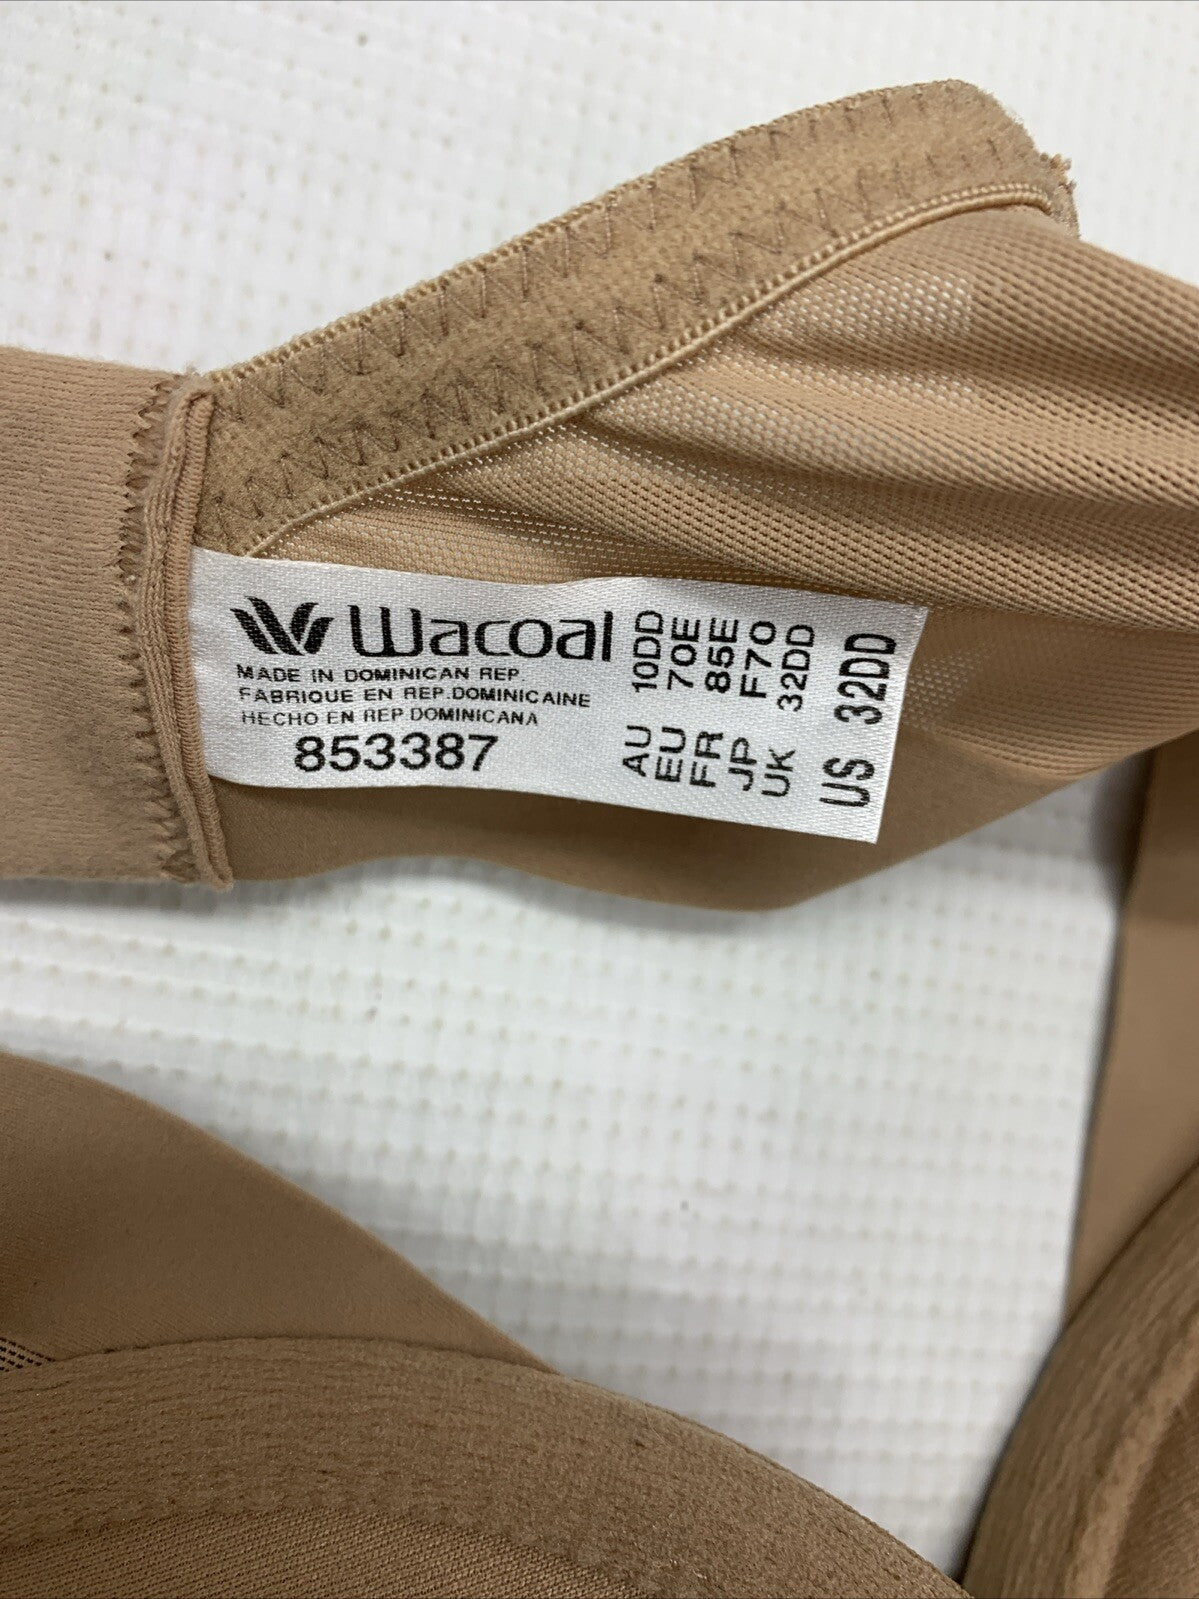 Wacoal
MADE IN DOMINICAN REP.
FABRIQUE EN REP.DOMINICAINE
HECHO EN REP DOMINICANA
853387
AU 10DD
EU 70E
FR 85E
JP F70
UK 32DD
US 32DD